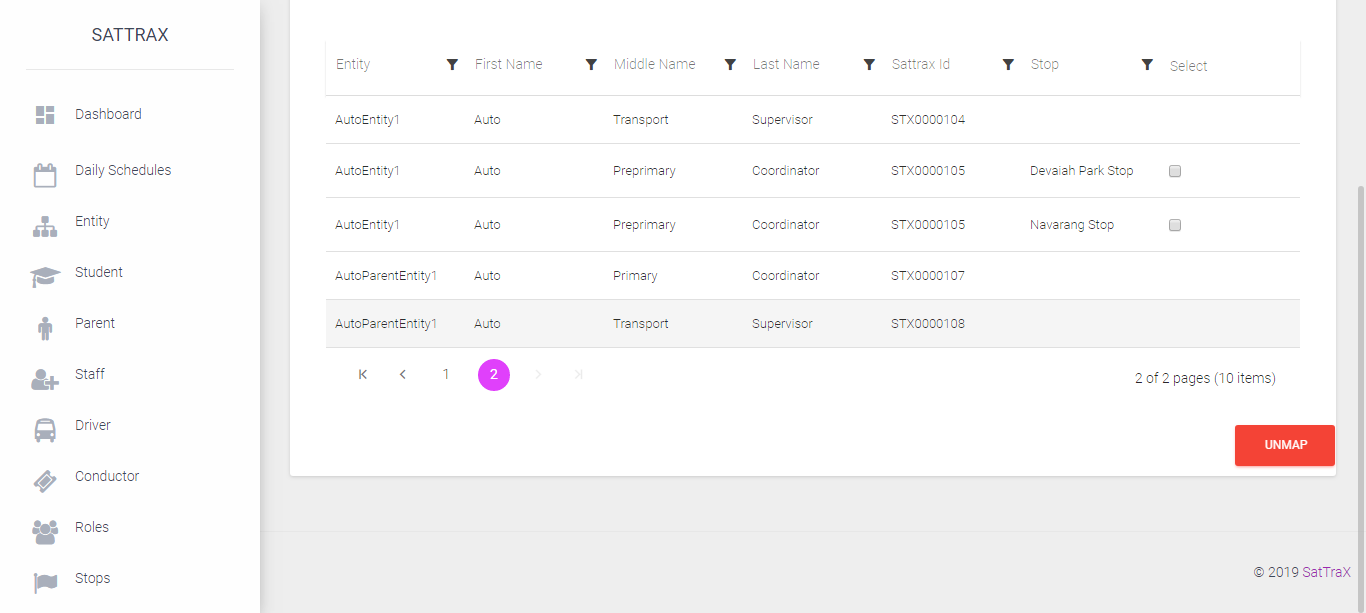 SATTRAX
Dashboard
Daily Schedules
Entity
Student
Parent
Staff
Driver
Conductor
Roles
Stops
Entity First Name Middle Name Last Name Sattrax Id Stop Select
AutoEntity1 Auto Transport Supervisor STX0000104
AutoEntity1 Auto Preprimary Coordinator STX0000105 Devaiah Park Stop
AutoEntity1 Auto Preprimary Coordinator STX0000105 Navarang Stop
AutoParentEntity1 Auto Primary Coordinator STX0000107
AutoParentEntity1 Auto Transport Supervisor STX0000108
1 2
2 of 2 pages (10 items)
UNMAP
© 2019 SatTraX